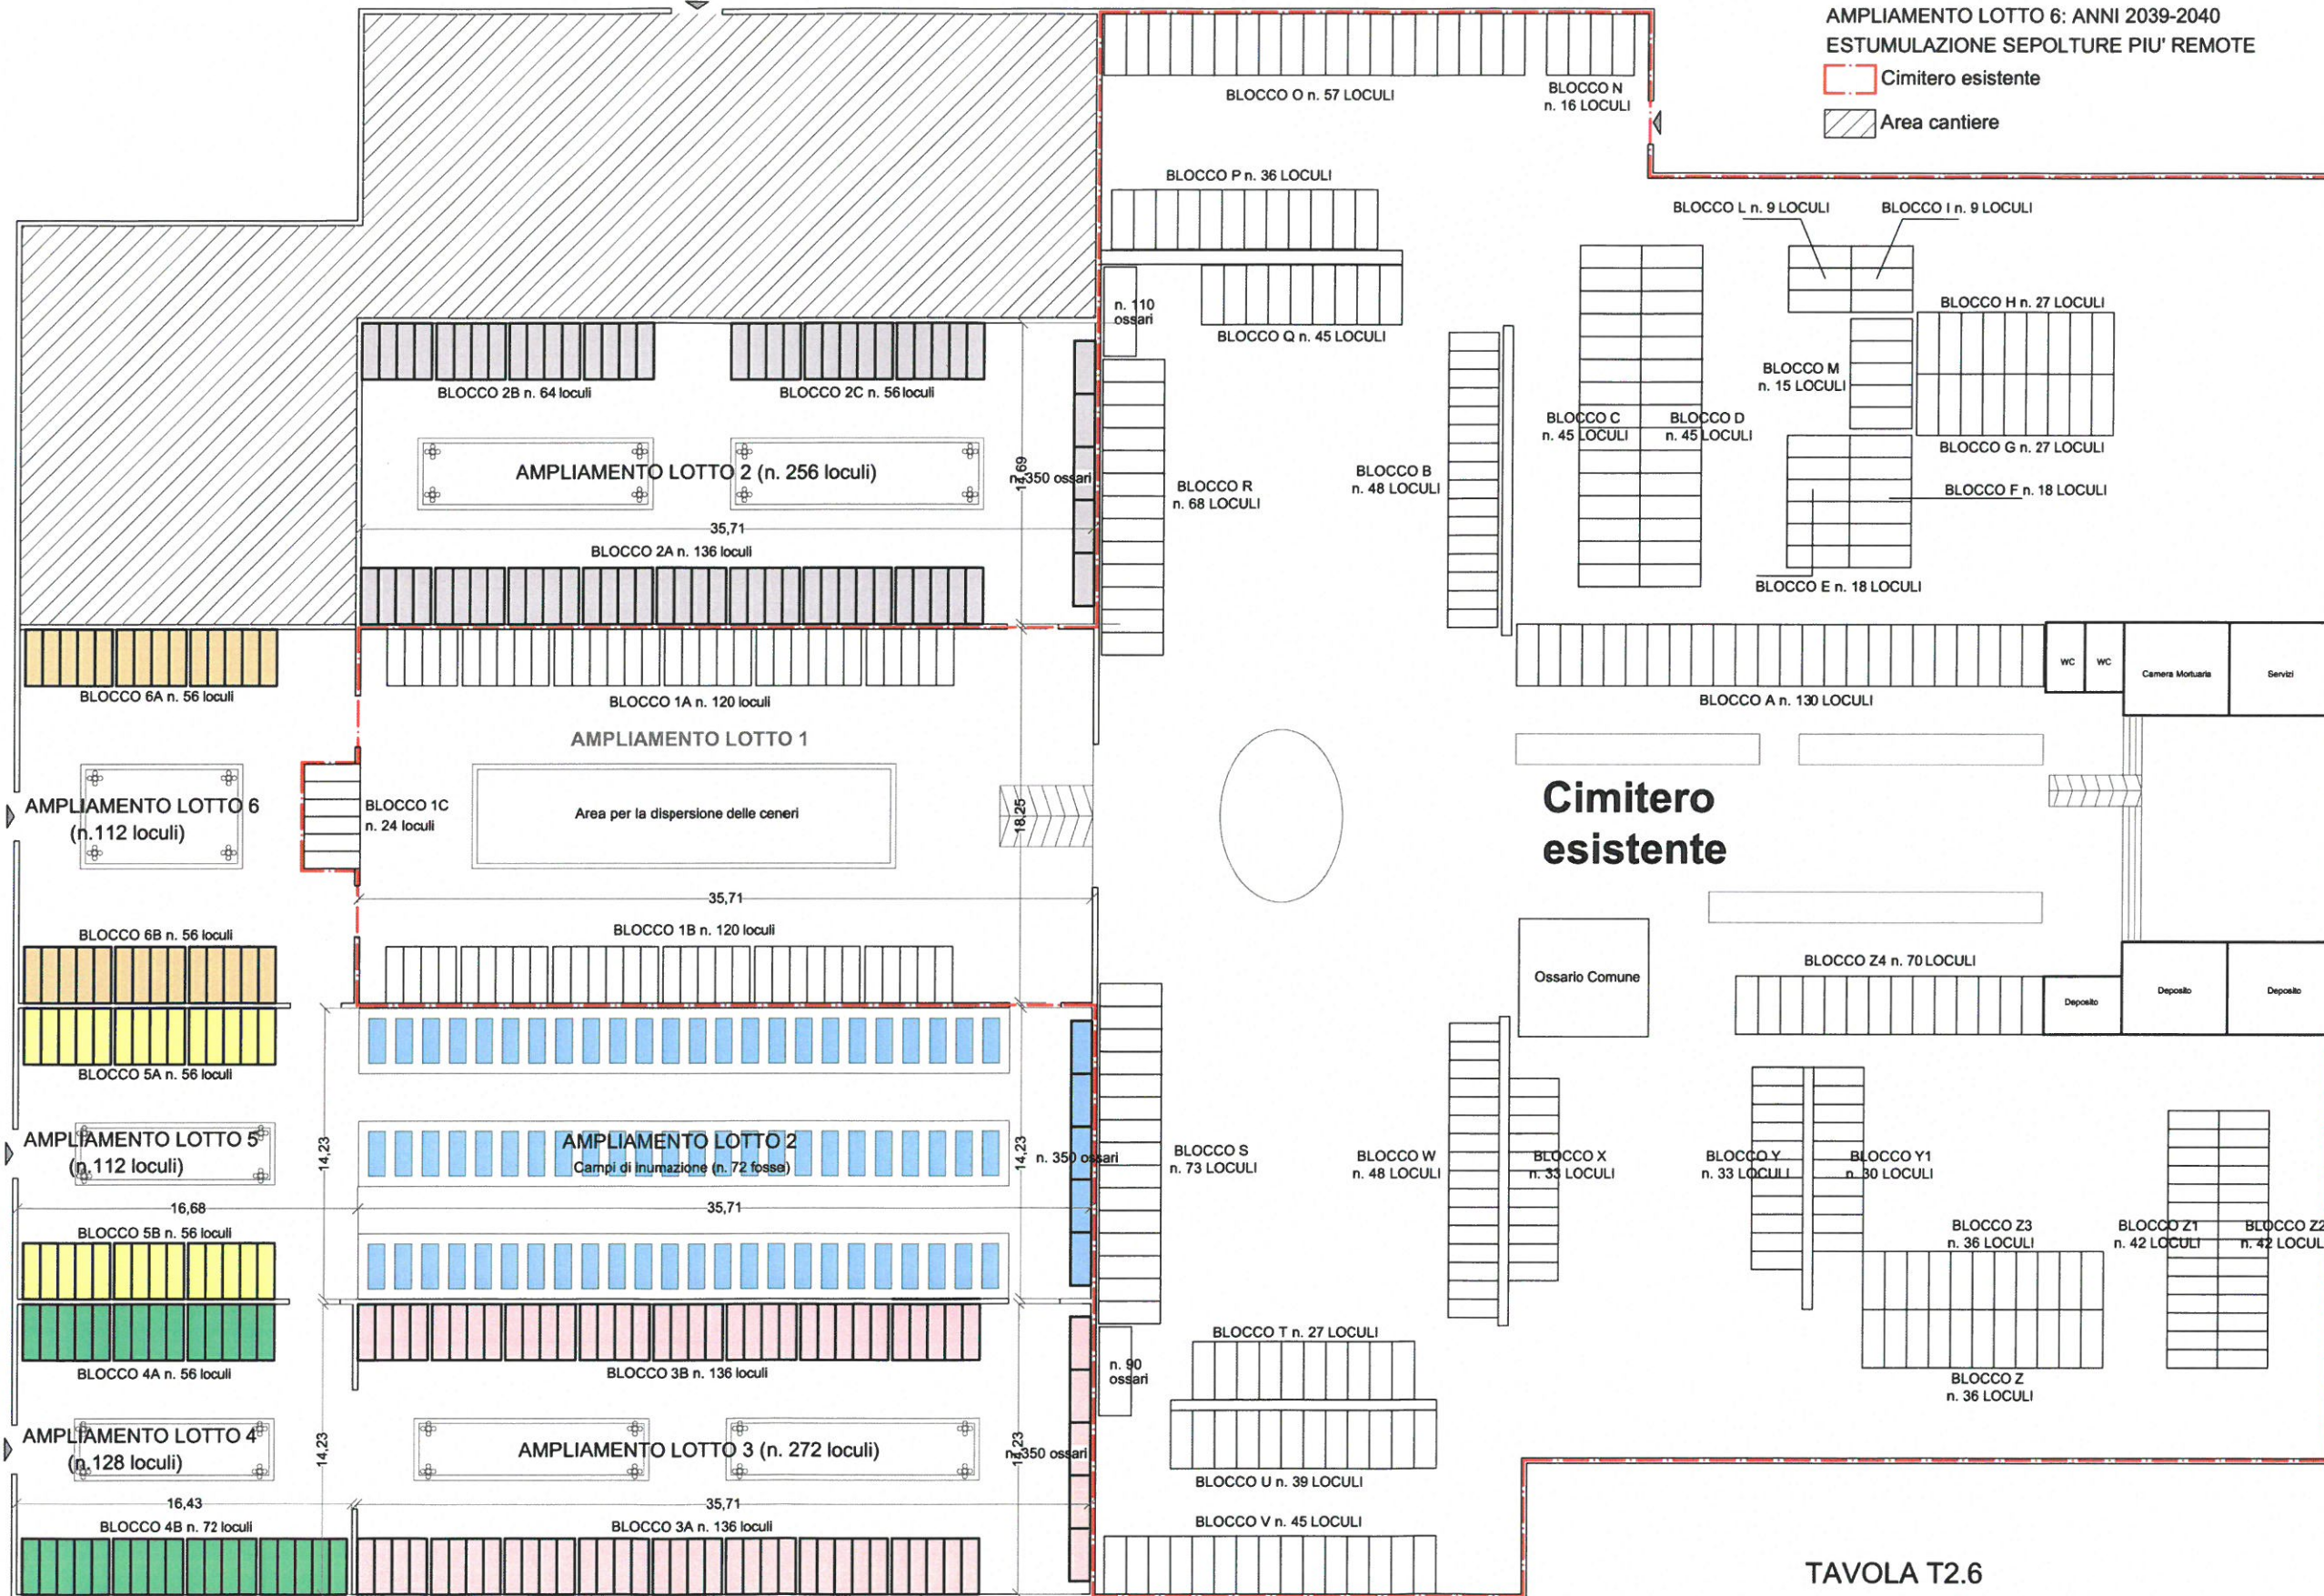 AMPLIAMENTO LOTTO 6: ANNI 2039-2040
ESTUMULAZIONE SEPOLTURE PIU' REMOTE
Cimitero esistente
Area cantiere
BLOCCO O n. 57 LOCULI
BLOCCO N
n. 16 LOCULI
BLOCCO P n. 36 LOCULI
BLOCCO L n. 9 LOCULI
BLOCCO I n. 9 LOCULI
n. 110
ossari
BLOCCO Q n. 45 LOCULI
BLOCCO H n. 27 LOCULI
BLOCCO M
n. 15 LOCULI
BLOCCO 2B n. 64 loculi
BLOCCO 2C n. 56 loculi
BLOCCO C
n. 45 LOCULI
BLOCCO D
n. 45 LOCULI
BLOCCO G n. 27 LOCULI
AMPLIAMENTO LOTTO 2 (n. 256 loculi)
14,69
n. 350 ossari
BLOCCO R
n. 68 LOCULI
BLOCCO B
n. 48 LOCULI
BLOCCO F n. 18 LOCULI
35,71
BLOCCO 2A n. 136 loculi
BLOCCO E n. 18 LOCULI
BLOCCO 6A n. 56 loculi
BLOCCO 1A n. 120 loculi
BLOCCO A n. 130 LOCULI
WC
WC
Camera Mortuaria
Servizi
AMPLIAMENTO LOTTO 1
AMPLIAMENTO LOTTO 6
(n.112 loculi)
BLOCCO 1C
n. 24 loculi
Area per la dispersione delle ceneri
18,25
Cimitero
esistente
35,71
BLOCCO 6B n. 56 loculi
BLOCCO 1B n. 120 loculi
Ossario Comune
BLOCCO Z4 n. 70 LOCULI
Deposito
Deposito
Deposito
BLOCCO 5A n. 56 loculi
AMPLIAMENTO LOTTO 5
(n.112 loculi)
14,23
AMPLIAMENTO LOTTO 2
Campi di inumazione (n. 72 fosse)
14,23
n. 350 ossari
BLOCCO S
n. 73 LOCULI
BLOCCO W
n. 48 LOCULI
BLOCCO X
n. 33 LOCULI
BLOCCO Y
n. 33 LOCULI
BLOCCO Y1
n. 30 LOCULI
16,68
35,71
BLOCCO 5B n. 56 loculi
BLOCCO Z3
n. 36 LOCULI
BLOCCO Z1
n. 42 LOCULI
BLOCCO Z2
n. 42 LOCUL
BLOCCO 4A n. 56 loculi
BLOCCO 3B n. 136 loculi
n. 90
ossari
BLOCCO T n. 27 LOCULI
BLOCCO Z
n. 36 LOCULI
AMPLIAMENTO LOTTO 4
(n.128 loculi)
14,23
AMPLIAMENTO LOTTO 3 (n. 272 loculi)
14,23
n. 350 ossari
BLOCCO U n. 39 LOCULI
16,43
35,71
BLOCCO 4B n. 72 loculi
BLOCCO 3A n. 136 loculi
BLOCCO V n. 45 LOCULI
TAVOLA T2.6